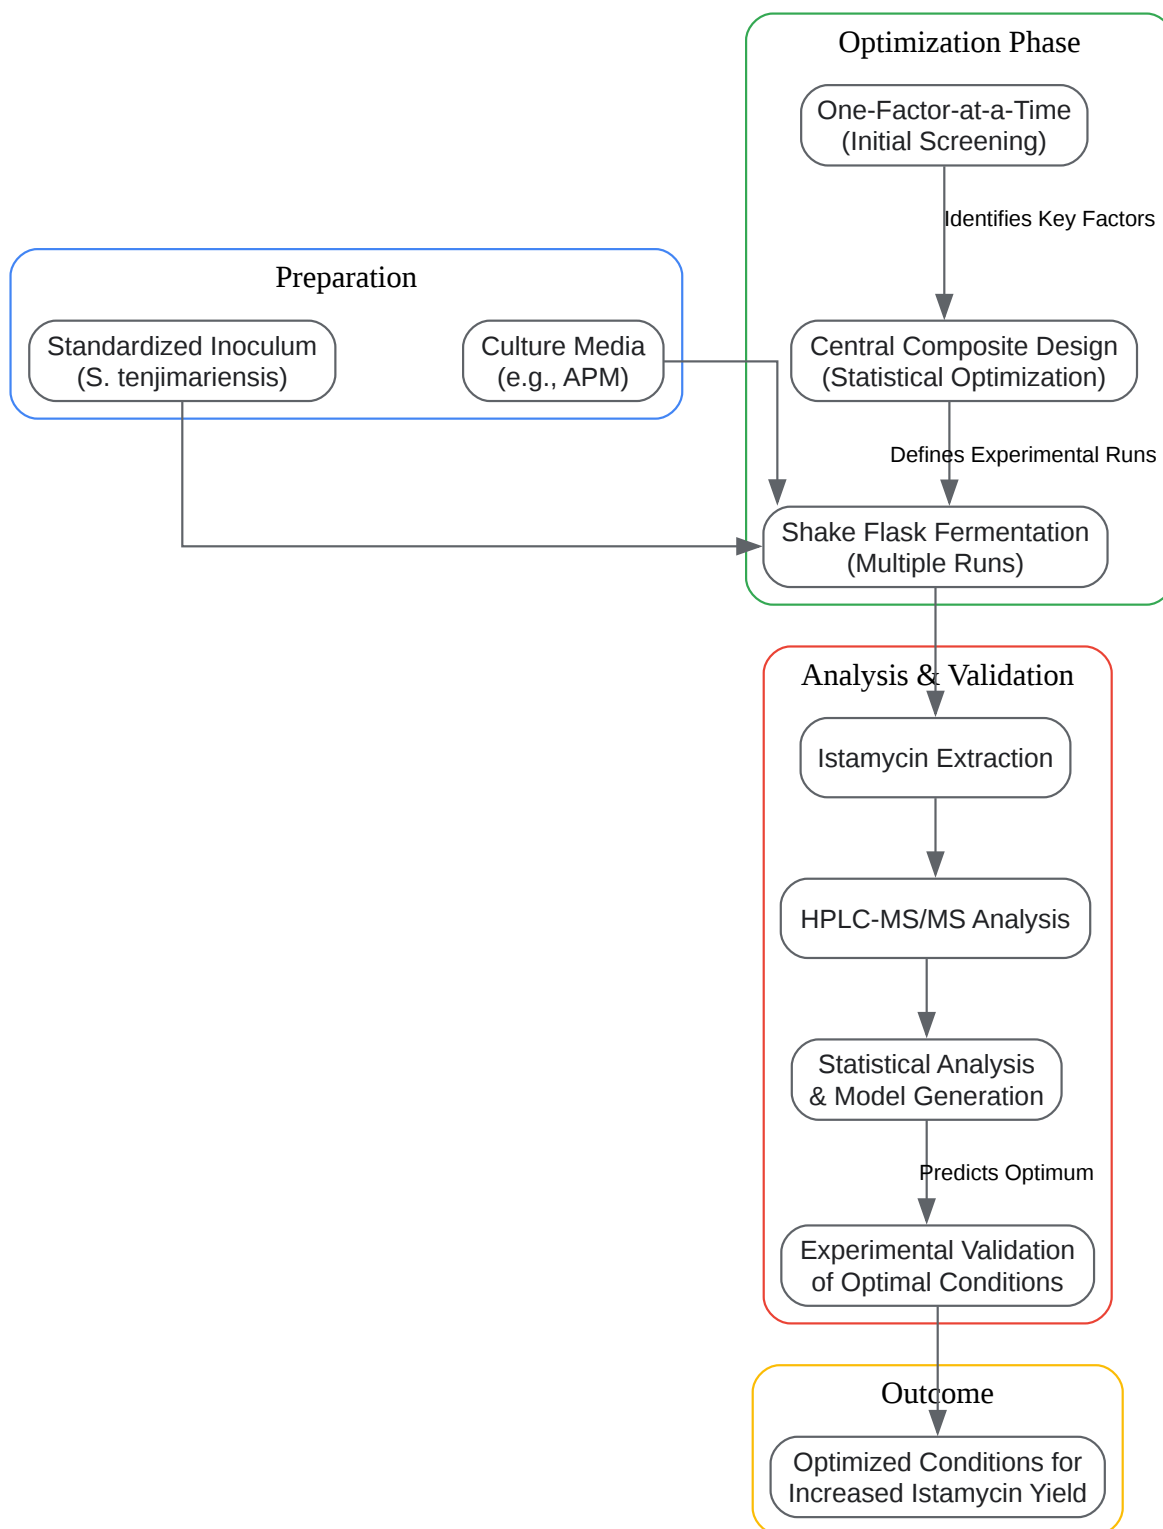 Optimization Phase
One-Factor-at-a-Time
(Initial Screening)
Identifies Key Factors
Preparation
Standardized Inoculum
(S. tenjimariensis)
Culture Media
(e.g., APM)
Central Composite Design
(Statistical Optimization)
Defines Experimental Runs
Shake Flask Fermentation
(Multiple Runs)
Analysis & Validation
Istamycin Extraction
HPLC-MS/MS Analysis
Statistical Analysis
& Model Generation
Predicts Optimum
Experimental Validation
of Optimal Conditions
Outcome
Optimized Conditions for
Increased Istamycin Yield